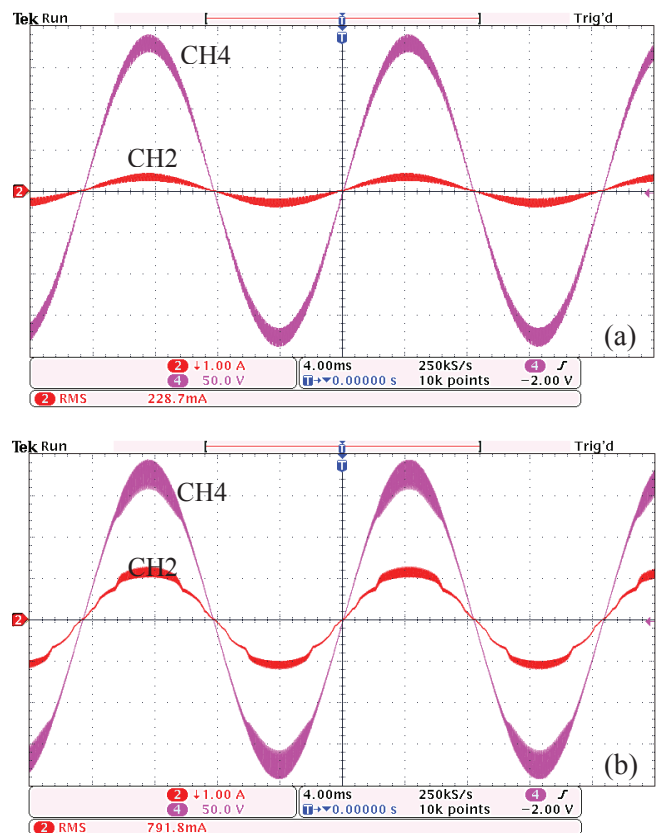 Tek Run Trig'd
T
T
CH4
CH2
2
(a)
2 ↓1.00 A 4.00ms 250kS/s 4
4 50.0 V T→▼0.00000 s 10k points −2.00 V
2 RMS 228.7mA
Tek Run Trig'd
T
T
CH4
CH2
2
(b)
2 ↓1.00 A 4.00ms 250kS/s 4
4 50.0 V T→▼0.00000 s 10k points −2.00 V
2 RMS 791.8mA